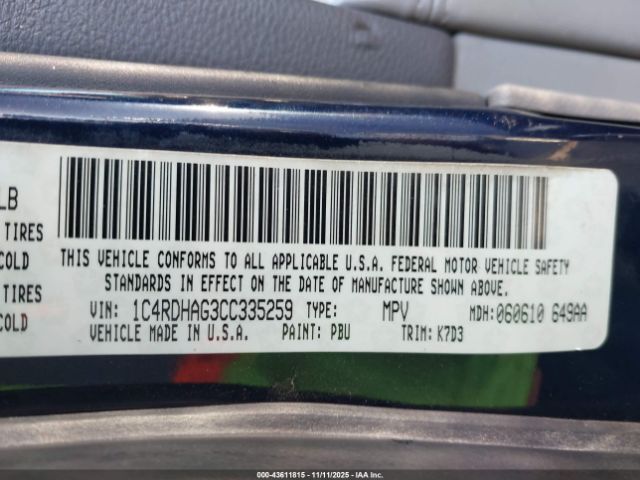 LB
TIRES
COLD
TIRES
COLD
THIS VEHICLE CONFORMS TO ALL APPLICABLE U.S.A. FEDERAL MOTOR VEHICLE SAFETY
STANDARDS IN EFFECT ON THE DATE OF MANUFACTURE SHOWN ABOVE.
VIN: 1C4RDHAG3CC335259 TYPE: MPV MDH: 060610 649AA
VEHICLE MADE IN U.S.A. PAINT: PBU TRIM: K7D3
000-43611815 - 11/11/2025 - IAAI.COM